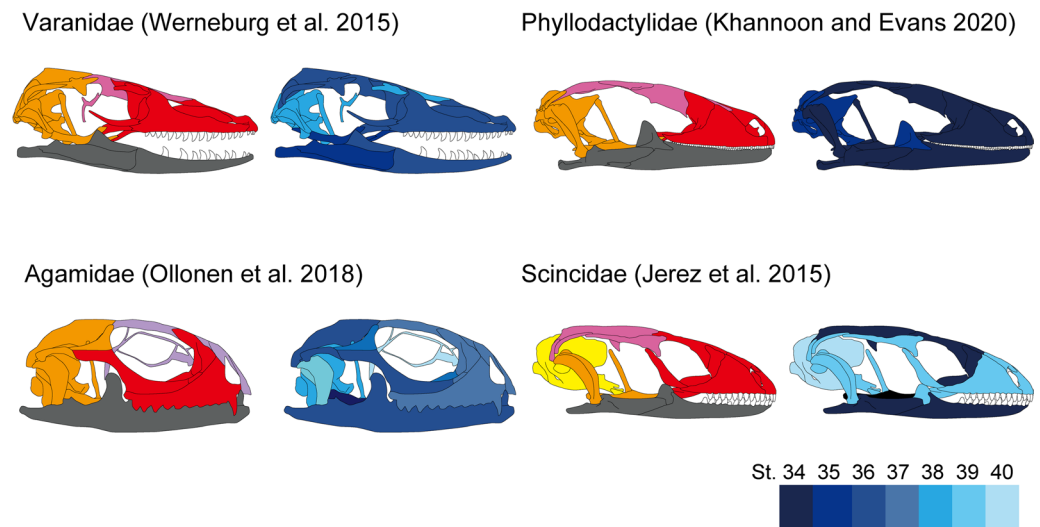 Varanidae (Werneburg et al. 2015)
Phyllodactylidae (Khannoon and Evans 2020)
Agamidae (Ollonen et al. 2018)
Scincidae (Jerez et al. 2015)
St. 34 35 36 37 38 39 40